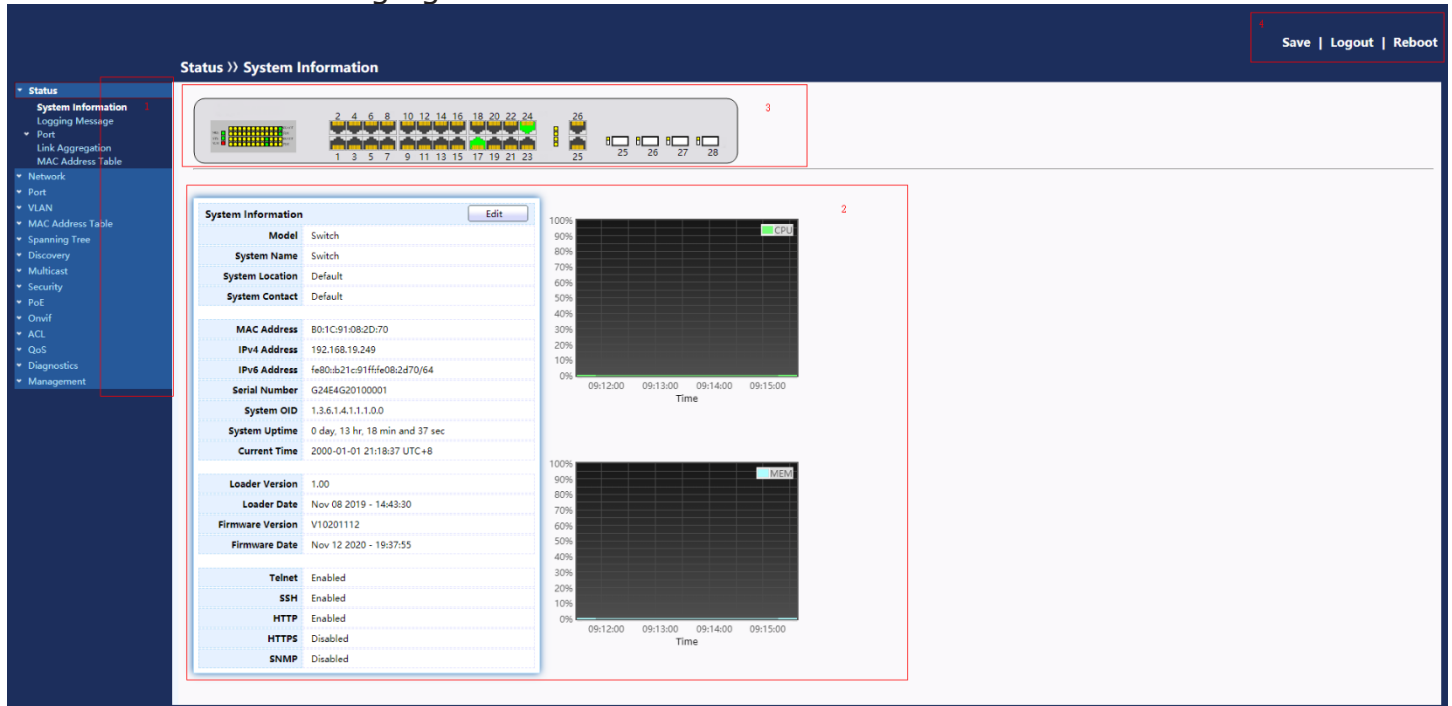 4
Save | Logout | Reboot
Status 》 System Information
Status
System Information
1
Logging Message
Port
Link Aggregation
MAC Address Table
Network
Port
VLAN
MAC Address Table
Spanning Tree
Discovery
Multicast
Security
PoE
Onvif
ACL
QoS
Diagnostics
Management
3
2 4 6 8 10 12 14 16 18 20 22 24 26
1 3 5 7 9 11 13 15 17 19 21 23 25
25 26 27 28
2
System Information Edit
Model Switch
System Name Switch
System Location Default
System Contact Default
MAC Address B0:1C:91:08:2D:70
IPv4 Address 192.168.19.249
IPv6 Address fe80::b21c:91ff:fe08:2d70/64
Serial Number G24E4G20100001
System OID 1.3.6.1.4.1.1.1.0.0
System Uptime 0 day, 13 hr, 18 min and 37 sec
Current Time 2000-01-01 21:18:37 UTC+8
Loader Version 1.00
Loader Date Nov 08 2019 - 14:43:30
Firmware Version V10201112
Firmware Date Nov 12 2020 - 19:37:55
Telnet Enabled
SSH Enabled
HTTP Enabled
HTTPS Disabled
SNMP Disabled
CPU
100%
90%
80%
70%
60%
50%
40%
30%
20%
10%
0%
09:12:00 09:13:00 09:14:00 09:15:00
Time
MEM
100%
90%
80%
70%
60%
50%
40%
30%
20%
10%
0%
09:12:00 09:13:00 09:14:00 09:15:00
Time